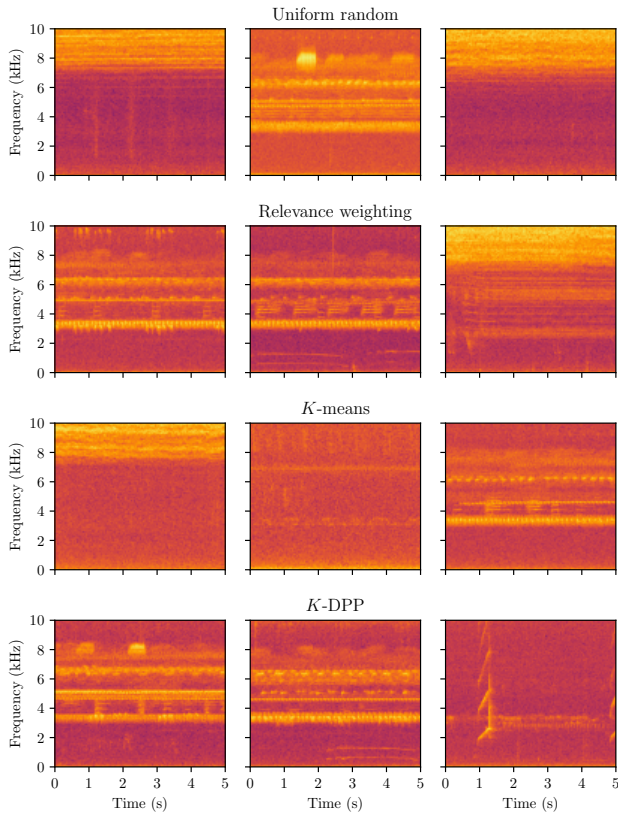 Uniform random
Frequency (kHz)
10
8
6
4
2
0
Relevance weighting
Frequency (kHz)
10
8
6
4
2
0
K-means
Frequency (kHz)
10
8
6
4
2
0
K-DPP
Frequency (kHz)
10
8
6
4
2
0
0 1 2 3 4 5 0 1 2 3 4 5 0 1 2 3 4 5
Time (s) Time (s) Time (s)